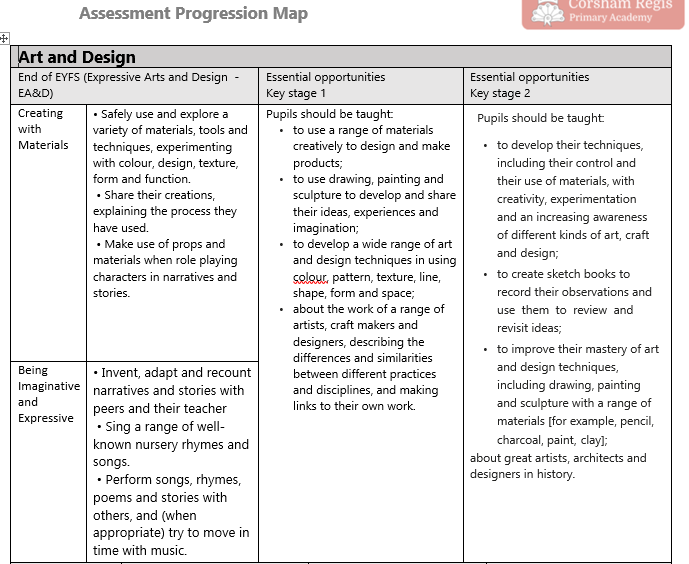 Assessment Progression Map
Corsham Regis
Primary Academy
Art and Design
End of EYFS (Expressive Arts and Design -
EA&D)
Essential opportunities
Key stage 1
Essential opportunities
Key stage 2
Creating
with
Materials
• Safely use and explore a
variety of materials, tools and
techniques, experimenting
with colour, design, texture,
form and function.
• Share their creations,
explaining the process they
have used.
• Make use of props and
materials when role playing
characters in narratives and
stories.
Being
Imaginative
and
Expressive
• Invent, adapt and recount
narratives and stories with
peers and their teacher
• Sing a range of well-
known nursery rhymes and
songs.
• Perform songs, rhymes,
poems and stories with
others, and (when
appropriate) try to move in
time with music.
Pupils should be taught:
• to use a range of materials
creatively to design and make
products;
• to use drawing, painting and
sculpture to develop and share
their ideas, experiences and
imagination;
• to develop a wide range of art
and design techniques in using
colour, pattern, texture, line,
shape, form and space;
• about the work of a range of
artists, craft makers and
designers, describing the
differences and similarities
between different practices
and disciplines, and making
links to their own work.
Pupils should be taught:
• to develop their techniques,
including their control and
their use of materials, with
creativity, experimentation
and an increasing awareness
of different kinds of art, craft
and design;
• to create sketch books to
record their observations and
use them to review and
revisit ideas;
• to improve their mastery of art
and design techniques,
including drawing, painting
and sculpture with a range of
materials [for example, pencil,
charcoal, paint, clay];
about great artists, architects and
designers in history.